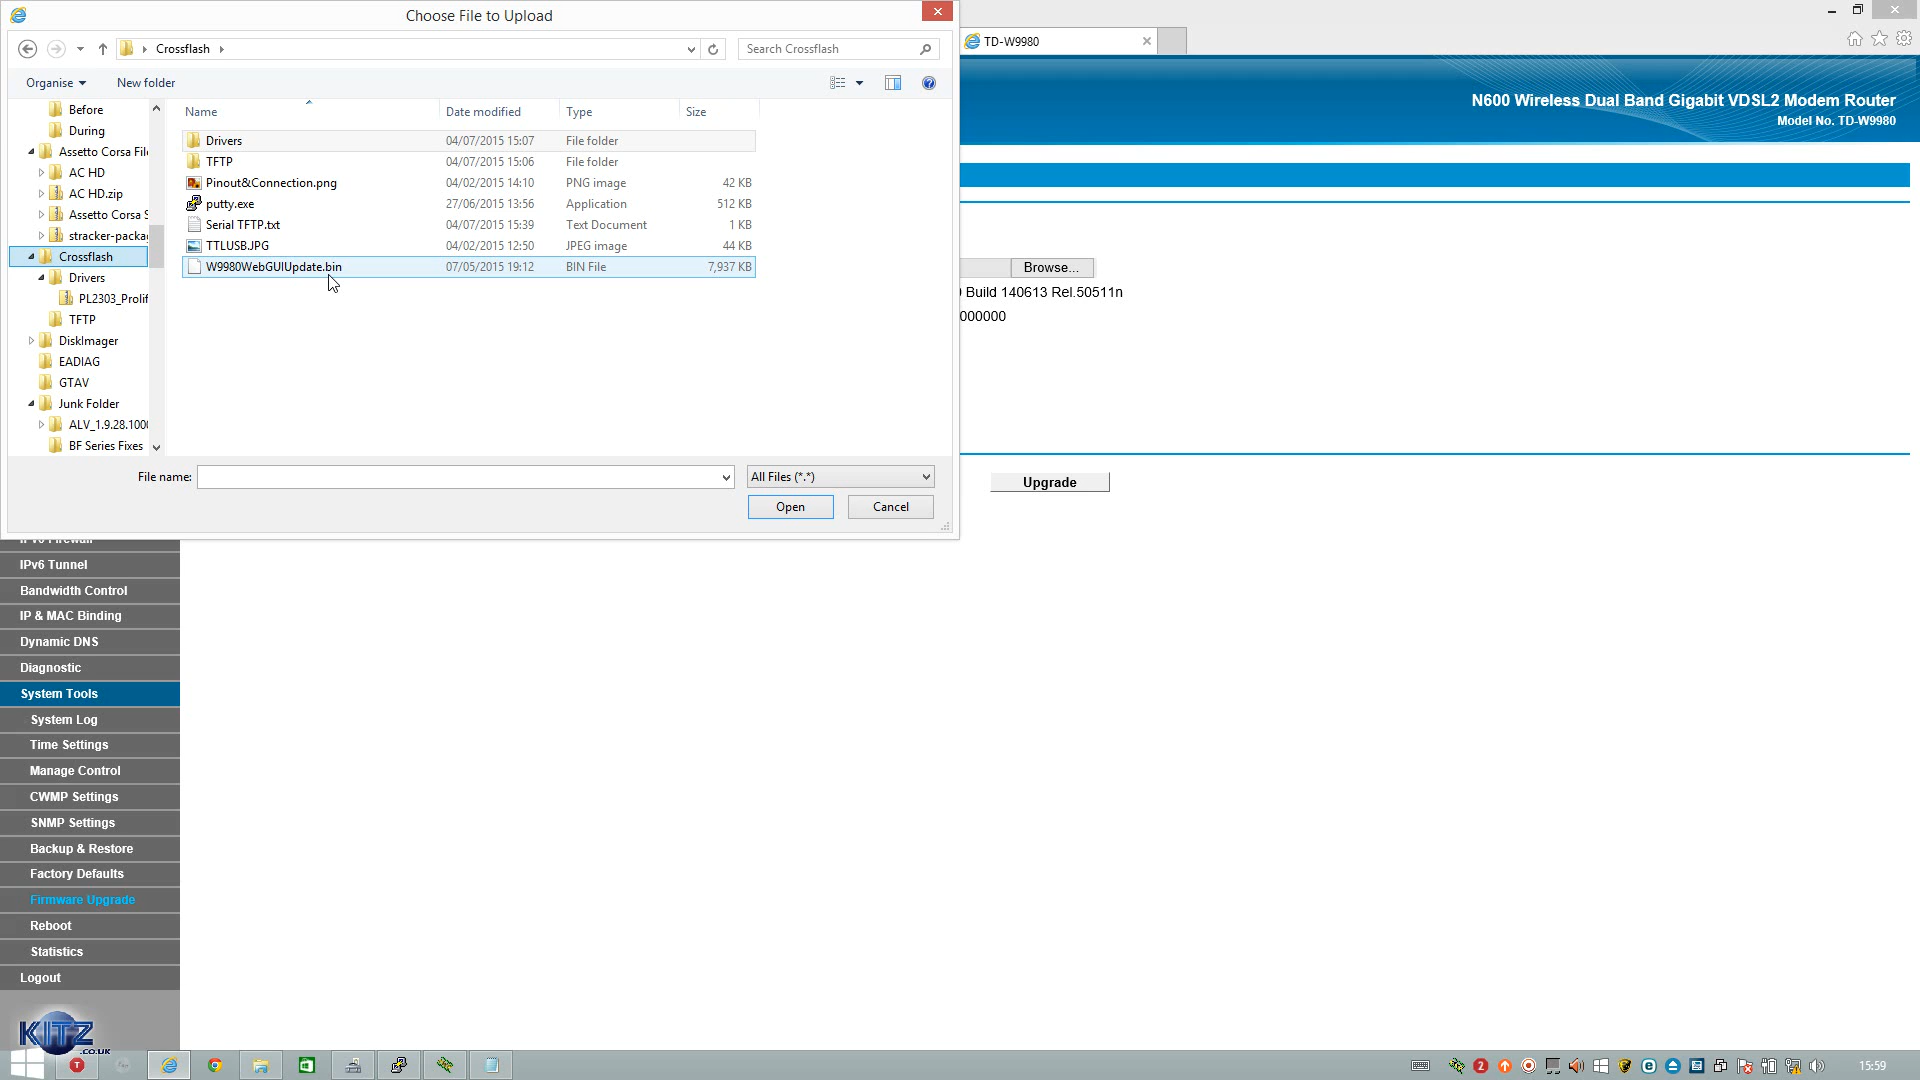 Choose File to Upload
Crossflash
Search Crossflash
Organise
New folder
Before
During
Assetto Corsa File
AC HD
AC HD.zip
Assetto Corsa S
stracker-packa
Crossflash
Drivers
PL2303_Prolif
TFTP
DiskImager
EADIAG
GTAV
Junk Folder
ALV_1.9.28.100
BF Series Fixes
Name Date modified Type Size
Drivers 04/07/2015 15:07 File folder
TFTP 04/07/2015 15:06 File folder
Pinout&Connection.png 04/02/2015 14:10 PNG image 42 KB
putty.exe 27/06/2015 13:56 Application 512 KB
Serial TFTP.txt 04/07/2015 15:39 Text Document 1 KB
TTLUSB.JPG 04/02/2015 12:50 JPEG image 44 KB
W9980WebGUIUpdate.bin 07/05/2015 19:12 BIN File 7,937 KB
File name:
All Files (*.*)
Open
Cancel
TD-W9980
N600 Wireless Dual Band Gigabit VDSL2 Modem Router
Model No. TD-W9980
Browse...
Build 140613 Rel.50511n
000000
Upgrade
IPv6 Firewall
IPv6 Tunnel
Bandwidth Control
IP & MAC Binding
Dynamic DNS
Diagnostic
System Tools
System Log
Time Settings
Manage Control
CWMP Settings
SNMP Settings
Backup & Restore
Factory Defaults
Firmware Upgrade
Reboot
Statistics
Logout
KITZ
.CO.UK
T
2
15:59